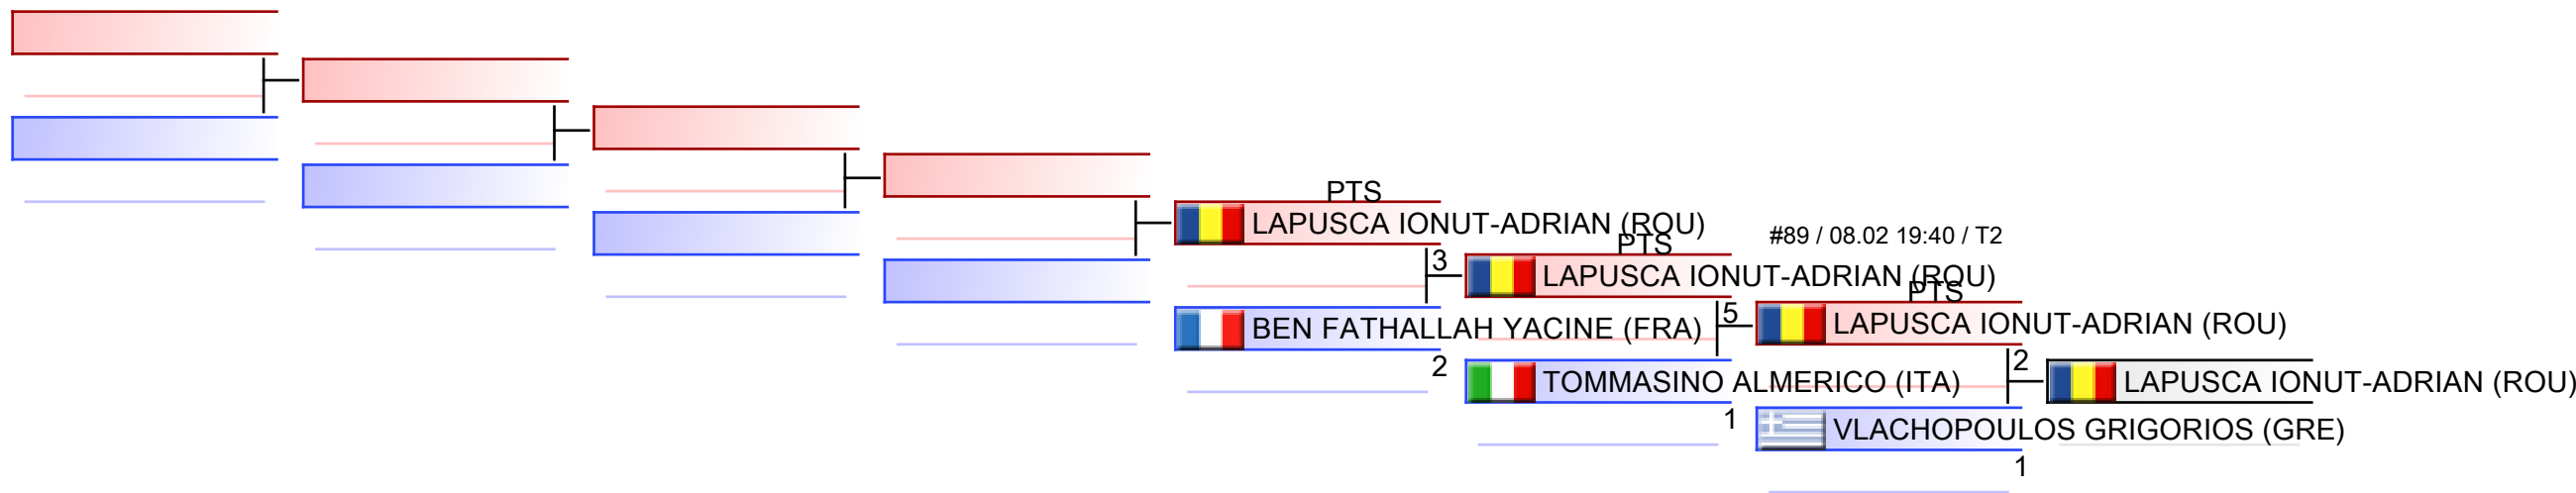 PTS
LAPUSCA IONUT-ADRIAN (ROU)
3
BEN FATHALLAH YACINE (FRA)
2
PTS
LAPUSCA IONUT-ADRIAN (ROU)
5
TOMMASINO ALMERICO (ITA)
1
#89 / 08.02 19:40 / T2
PTS
LAPUSCA IONUT-ADRIAN (ROU)
2
VLACHOPOULOS GRIGORIOS (GRE)
1
LAPUSCA IONUT-ADRIAN (ROU)